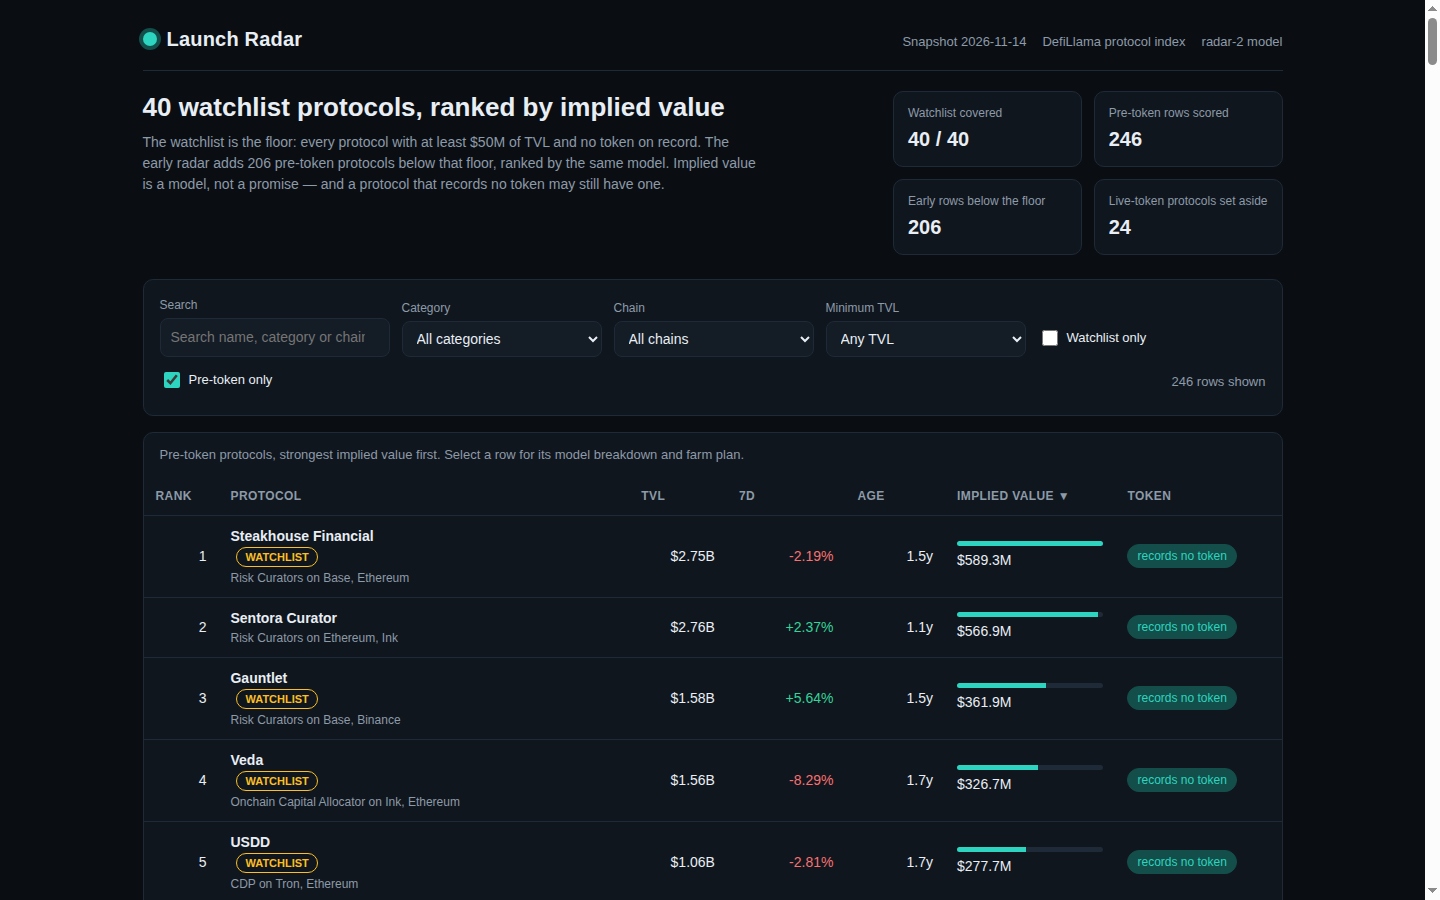 Launch Radar
Snapshot 2026-11-14 DefiLlama protocol index radar-2 model
40 watchlist protocols, ranked by implied value
The watchlist is the floor: every protocol with at least $50M of TVL and no token on record. The
early radar adds 206 pre-token protocols below that floor, ranked by the same model. Implied value
is a model, not a promise — and a protocol that records no token may still have one.
Watchlist covered
40 / 40
Pre-token rows scored
246
Early rows below the floor
206
Live-token protocols set aside
24
Search
Search name, category or chain
Category
All categories
Chain
All chains
Minimum TVL
Any TVL
Watchlist only
Pre-token only
246 rows shown
Pre-token protocols, strongest implied value first. Select a row for its model breakdown and farm plan.
RANK PROTOCOL TVL 7D AGE IMPLIED VALUE ▼ TOKEN
1 Steakhouse Financial WATCHLIST Risk Curators on Base, Ethereum $2.75B -2.19% 1.5y $589.3M records no token
2 Sentora Curator Risk Curators on Ethereum, Ink $2.76B +2.37% 1.1y $566.9M records no token
3 Gauntlet WATCHLIST Risk Curators on Base, Binance $1.58B +5.64% 1.5y $361.9M records no token
4 Veda WATCHLIST Onchain Capital Allocator on Ink, Ethereum $1.56B -8.29% 1.7y $326.7M records no token
5 USDD WATCHLIST CDP on Tron, Ethereum $1.06B -2.81% 1.7y $277.7M records no token